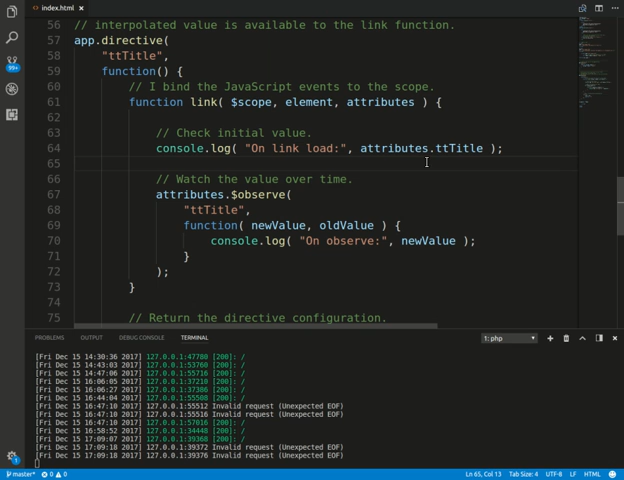 index.html
56 // interpolated value is available to the link function.
57 app.directive(
58 "ttTitle",
59 function() {
60 // I bind the JavaScript events to the scope.
61 function link( $scope, element, attributes ) {
62
63 // Check initial value.
64 console.log( "On link load:", attributes.ttTitle );
65
66 // Watch the value over time.
67 attributes.$observe(
68 "ttTitle",
69 function( newValue, oldValue ) {
70 console.log( "On observe:", newValue );
71 }
72 );
73 }
74
75 // Return the directive configuration.
99+
PROBLEMS OUTPUT DEBUG CONSOLE TERMINAL 1: php
[Fri Dec 15 14:30:36 2017] 127.0.0.1:47780 [200]: /
[Fri Dec 15 14:43:03 2017] 127.0.0.1:53760 [200]: /
[Fri Dec 15 14:47:06 2017] 127.0.0.1:55716 [200]: /
[Fri Dec 15 16:06:05 2017] 127.0.0.1:37210 [200]: /
[Fri Dec 15 16:06:27 2017] 127.0.0.1:37386 [200]: /
[Fri Dec 15 16:44:04 2017] 127.0.0.1:55508 [200]: /
[Fri Dec 15 16:47:10 2017] 127.0.0.1:55512 Invalid request (Unexpected EOF)
[Fri Dec 15 16:47:10 2017] 127.0.0.1:55516 Invalid request (Unexpected EOF)
[Fri Dec 15 16:47:10 2017] 127.0.0.1:57016 [200]: /
[Fri Dec 15 16:58:52 2017] 127.0.0.1:34448 [200]: /
[Fri Dec 15 17:09:07 2017] 127.0.0.1:39368 [200]: /
[Fri Dec 15 17:09:18 2017] 127.0.0.1:39372 Invalid request (Unexpected EOF)
[Fri Dec 15 17:09:18 2017] 127.0.0.1:39376 Invalid request (Unexpected EOF)
1
master* 0 0 Ln 65, Col 13 Tab Size: 4 UTF-8 LF HTML